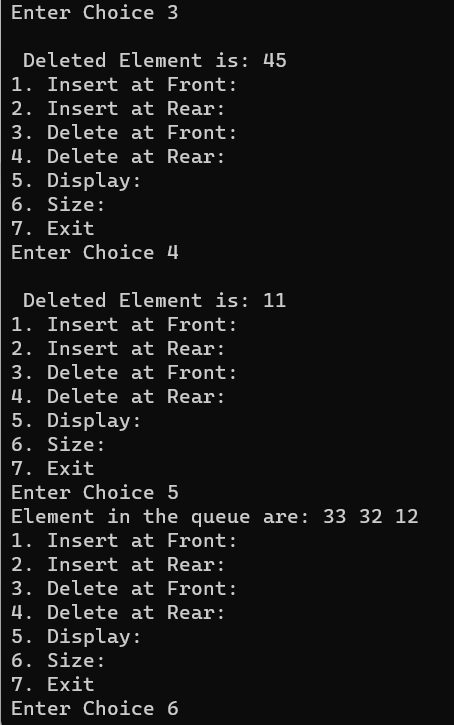 Enter Choice 3
Deleted Element is: 45
1. Insert at Front:
2. Insert at Rear:
3. Delete at Front:
4. Delete at Rear:
5. Display:
6. Size:
7. Exit
Enter Choice 4
Deleted Element is: 11
1. Insert at Front:
2. Insert at Rear:
3. Delete at Front:
4. Delete at Rear:
5. Display:
6. Size:
7. Exit
Enter Choice 5
Element in the queue are: 33 32 12
1. Insert at Front:
2. Insert at Rear:
3. Delete at Front:
4. Delete at Rear:
5. Display:
6. Size:
7. Exit
Enter Choice 6